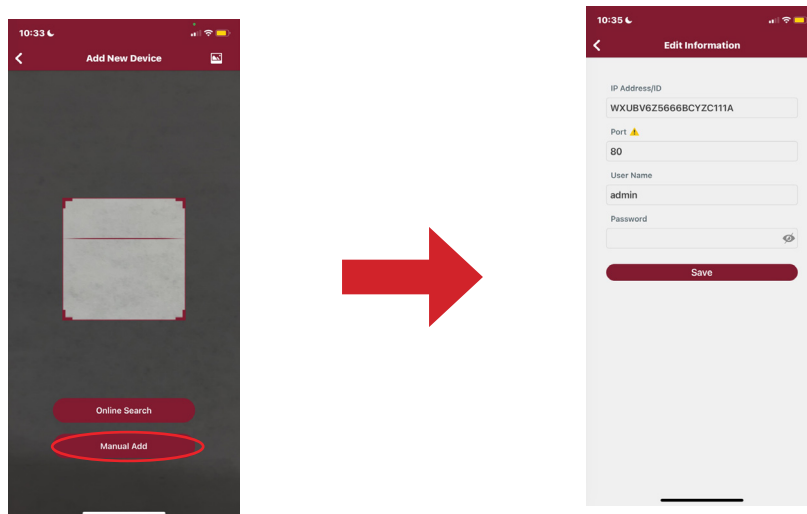 10:33
Add New Device
Online Search
Manual Add
10:35
Edit Information
IP Address/ID
WXUBV6Z5666BCYZC111A
Port
80
User Name
admin
Password
Save